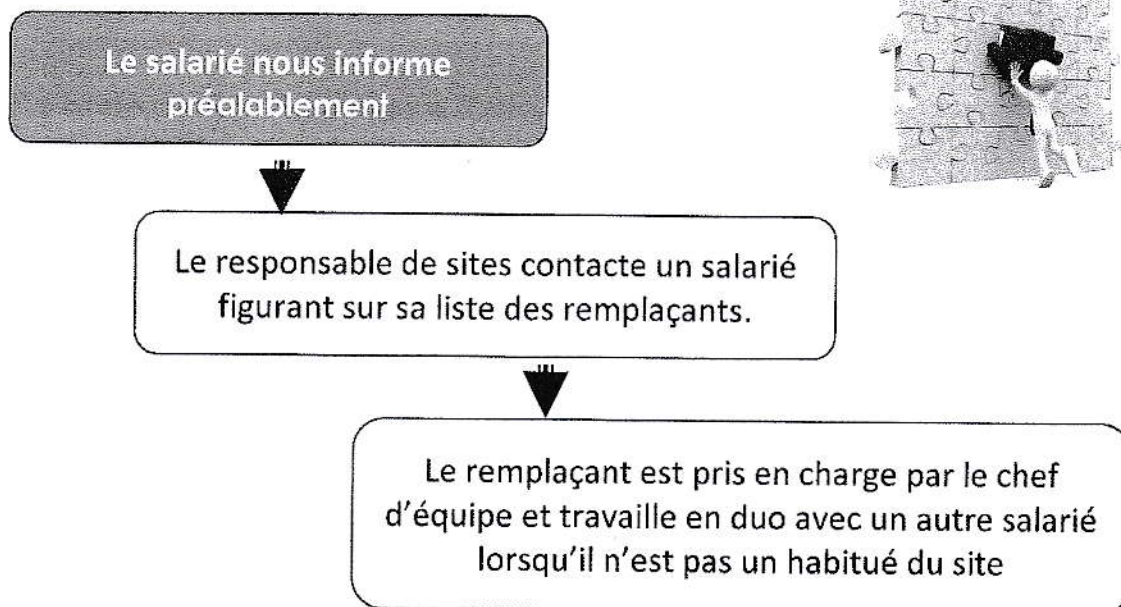 Le salarié nous informe
préalablement
Le responsable de sites contacte un salarié
figurant sur sa liste des remplaçants.
Le remplaçant est pris en charge par le chef
d'équipe et travaille en duo avec un autre salarié
lorsqu'il n'est pas un habitué du site